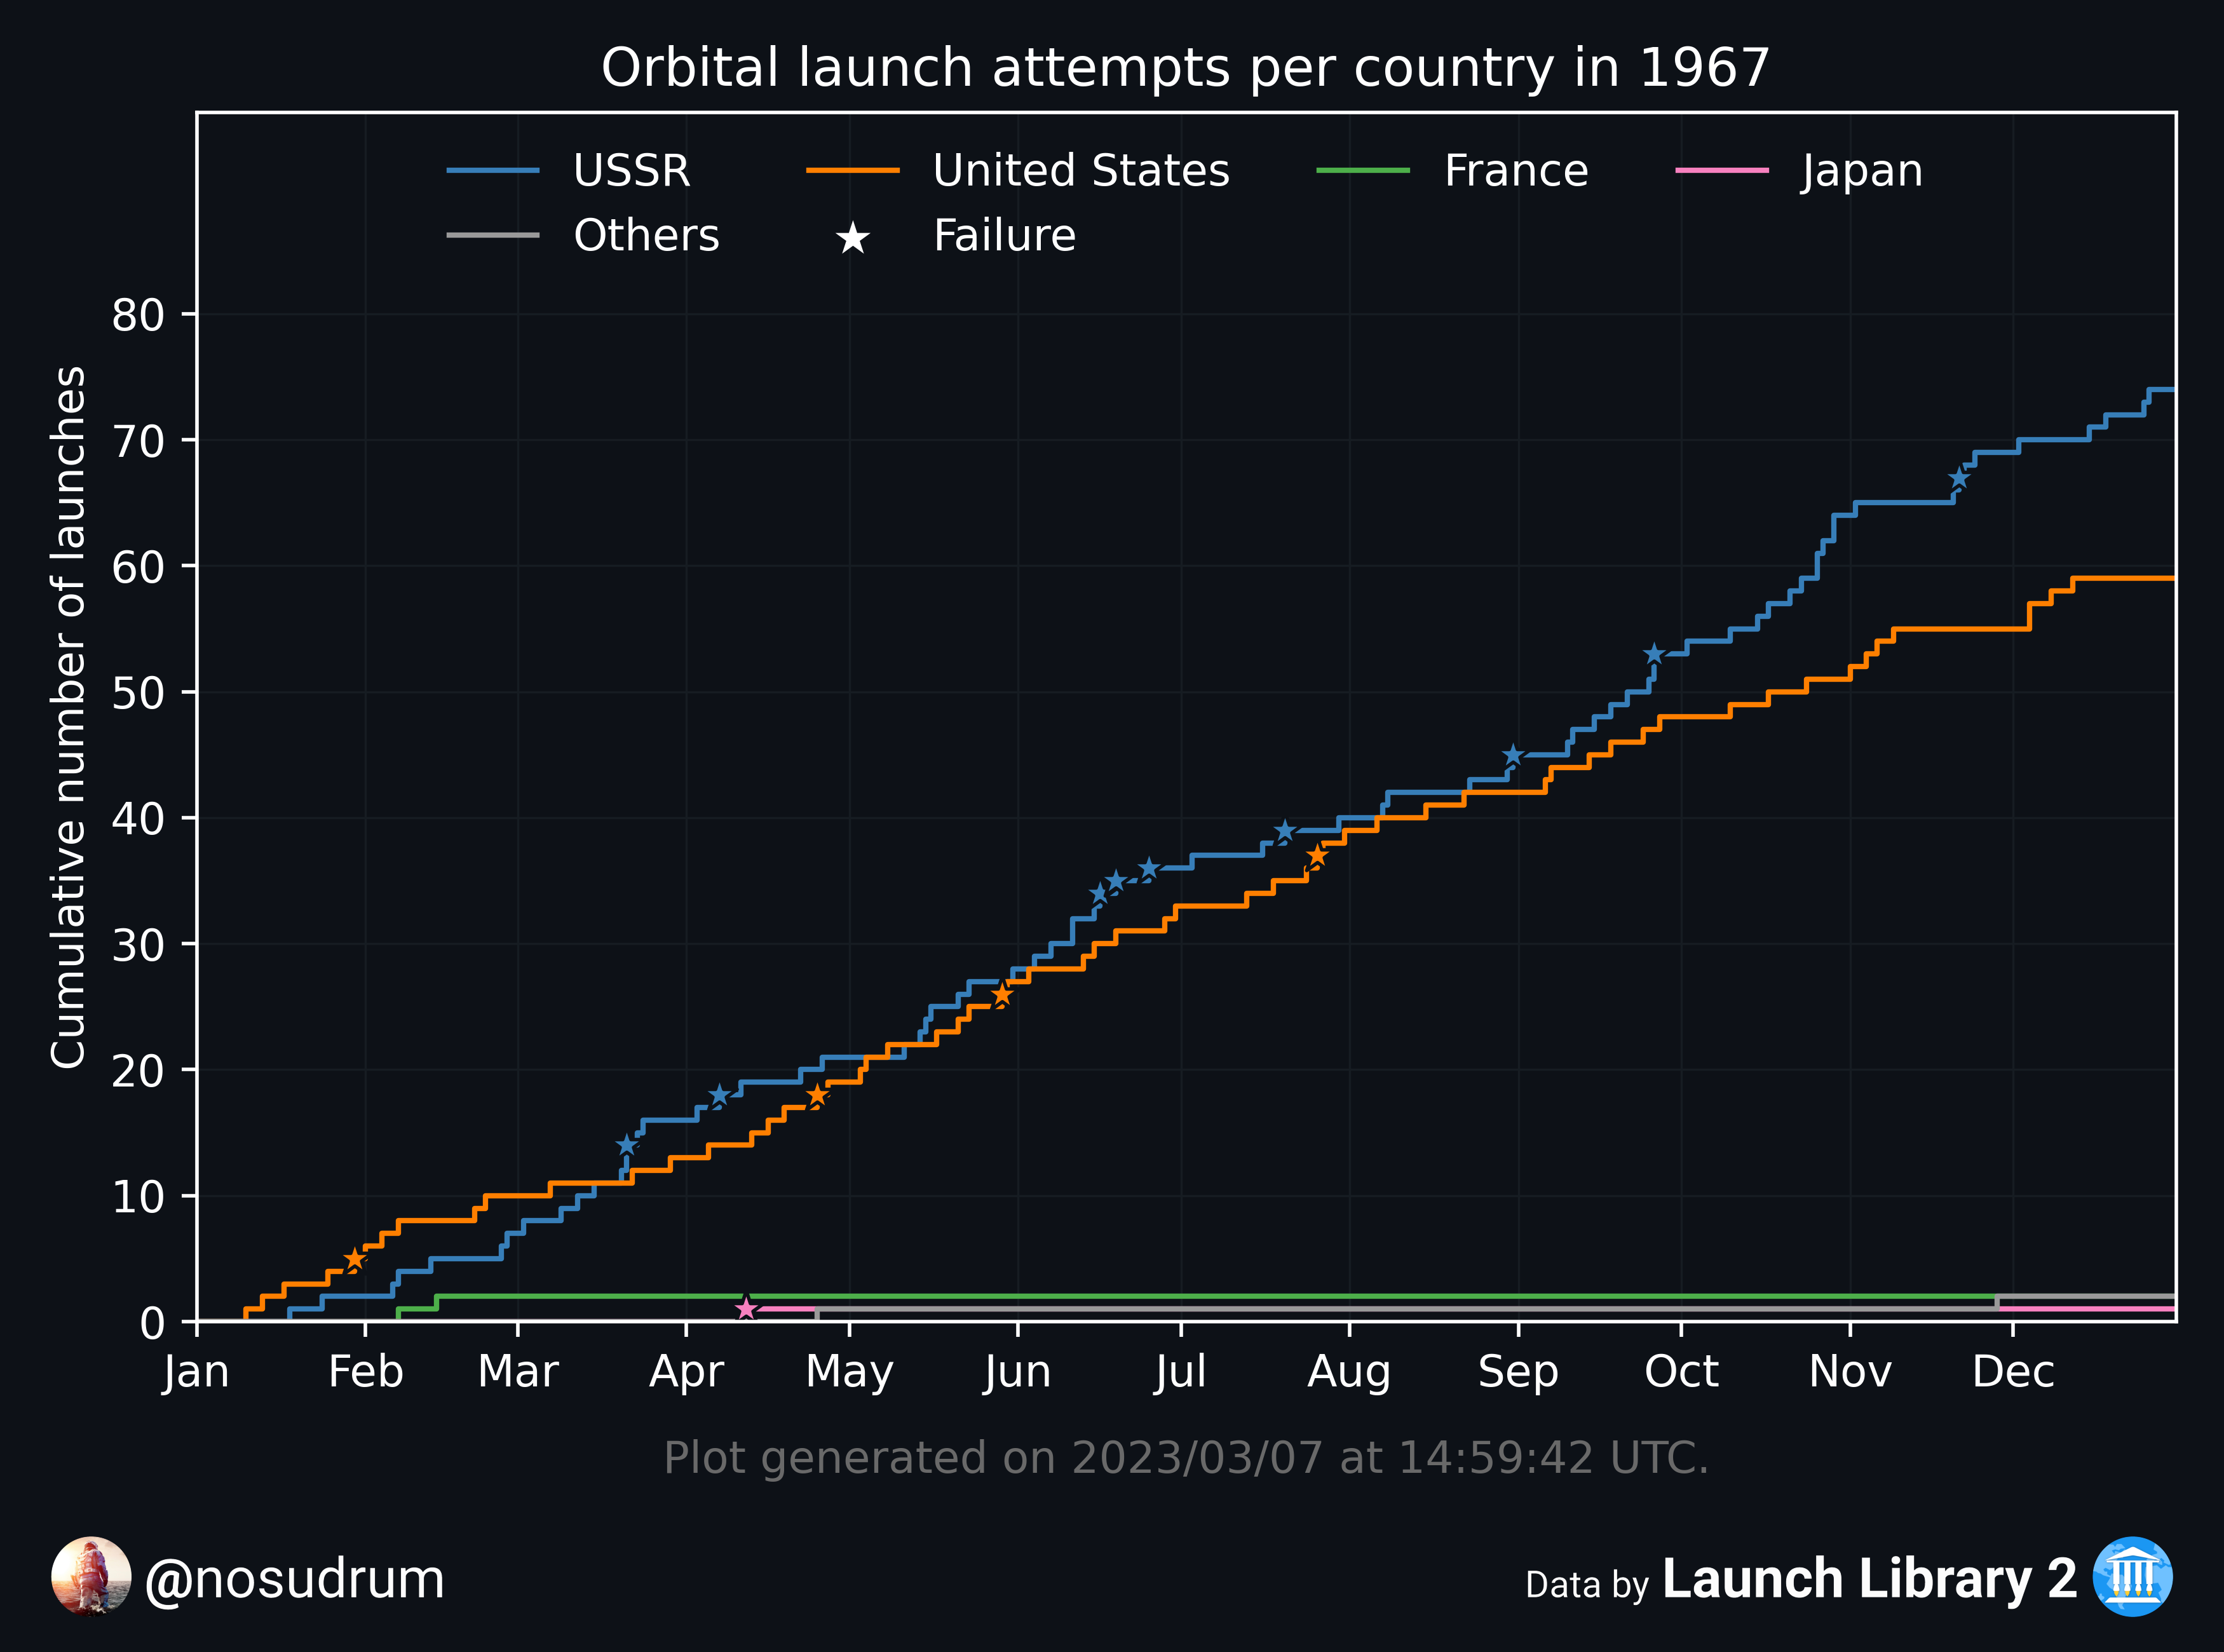 Orbital launch attempts per country in 1967
USSR United States France Japan
Others Failure
Cumulative number of launches
80
70
60
50
40
30
20
10
0
Jan Feb Mar Apr May Jun Jul Aug Sep Oct Nov Dec
Plot generated on 2023/03/07 at 14:59:42 UTC.
@nosudrum
Data by Launch Library 2